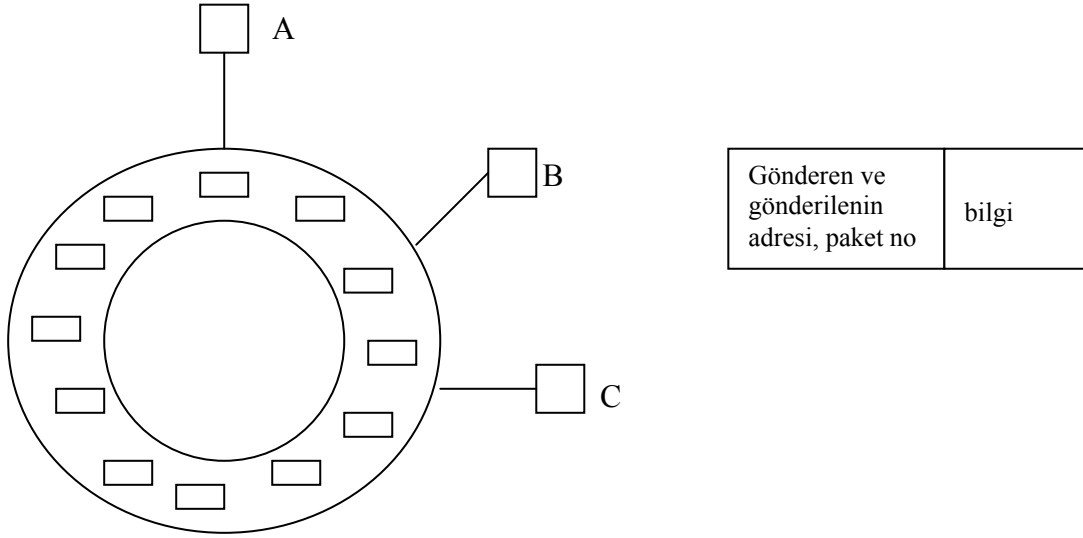 A
B
Gönderen ve
gönderilenin
adresi, paket no
bilgi
C